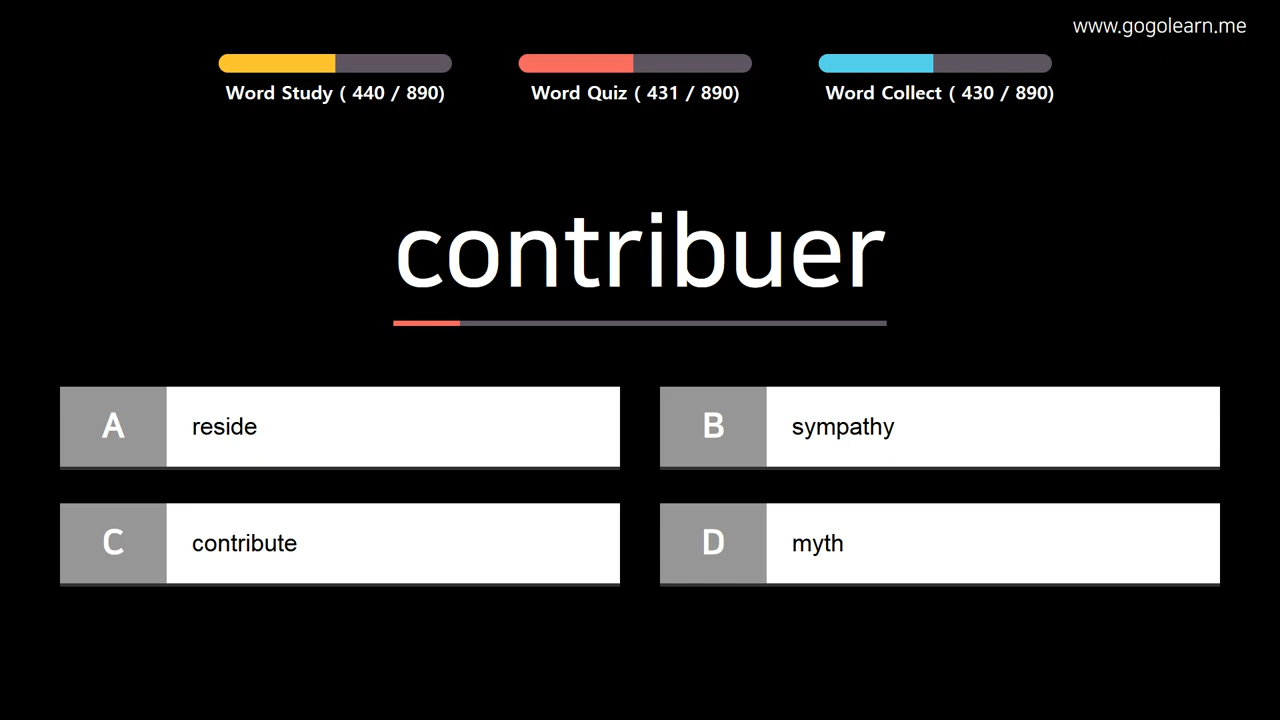 www.gogolearn.me
Word Study ( 440 / 890)
Word Quiz ( 431 / 890)
Word Collect ( 430 / 890)
contribuer
A reside
B sympathy
C contribute
D myth